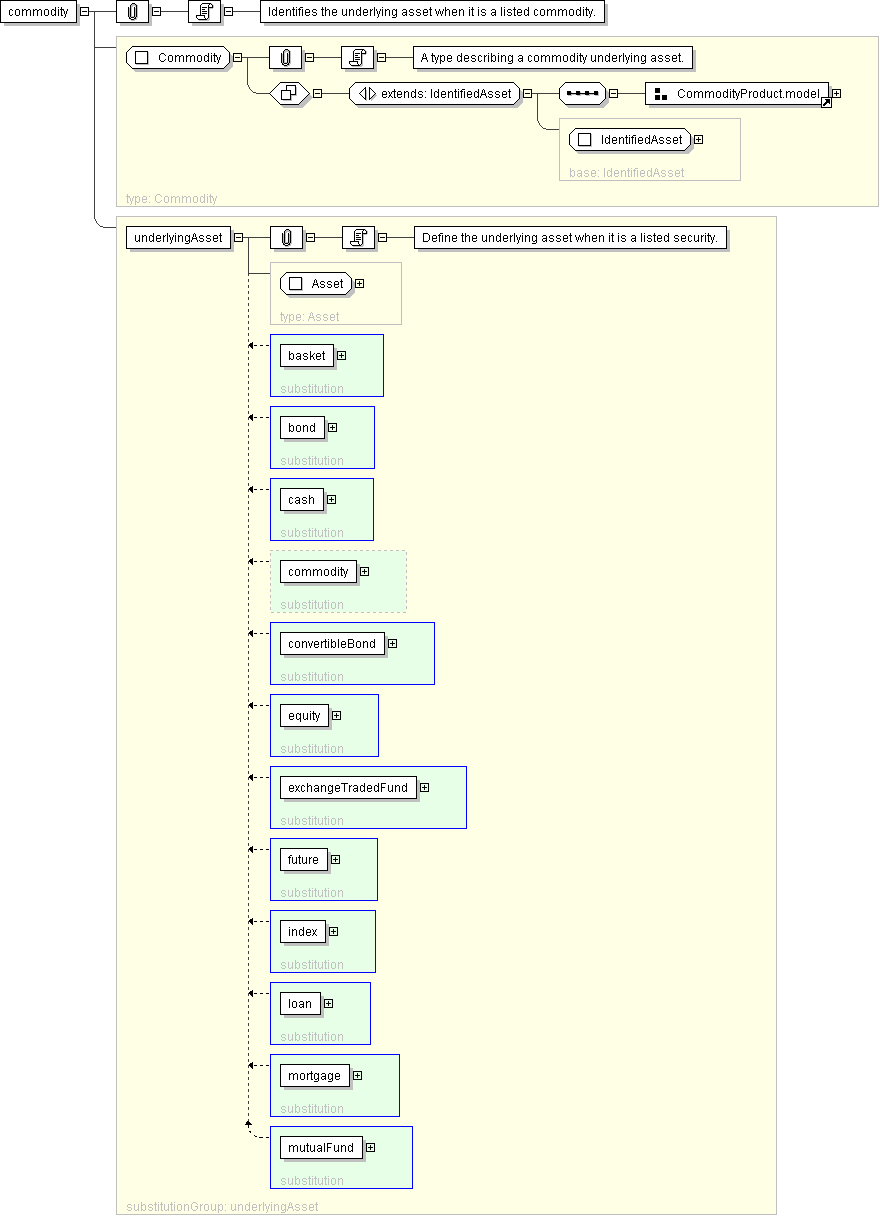 commodity
Identifies the underlying asset when it is a listed commodity.
Commodity
A type describing a commodity underlying asset.
extends: IdentifiedAsset
CommodityProduct.model
IdentifiedAsset
base: IdentifiedAsset
type: Commodity
underlyingAsset
Define the underlying asset when it is a listed security.
Asset
type: Asset
basket
substitution
bond
substitution
cash
substitution
commodity
substitution
convertibleBond
substitution
equity
substitution
exchangeTradedFund
substitution
future
substitution
index
substitution
loan
substitution
mortgage
substitution
mutualFund
substitution
substitutionGroup: underlyingAsset